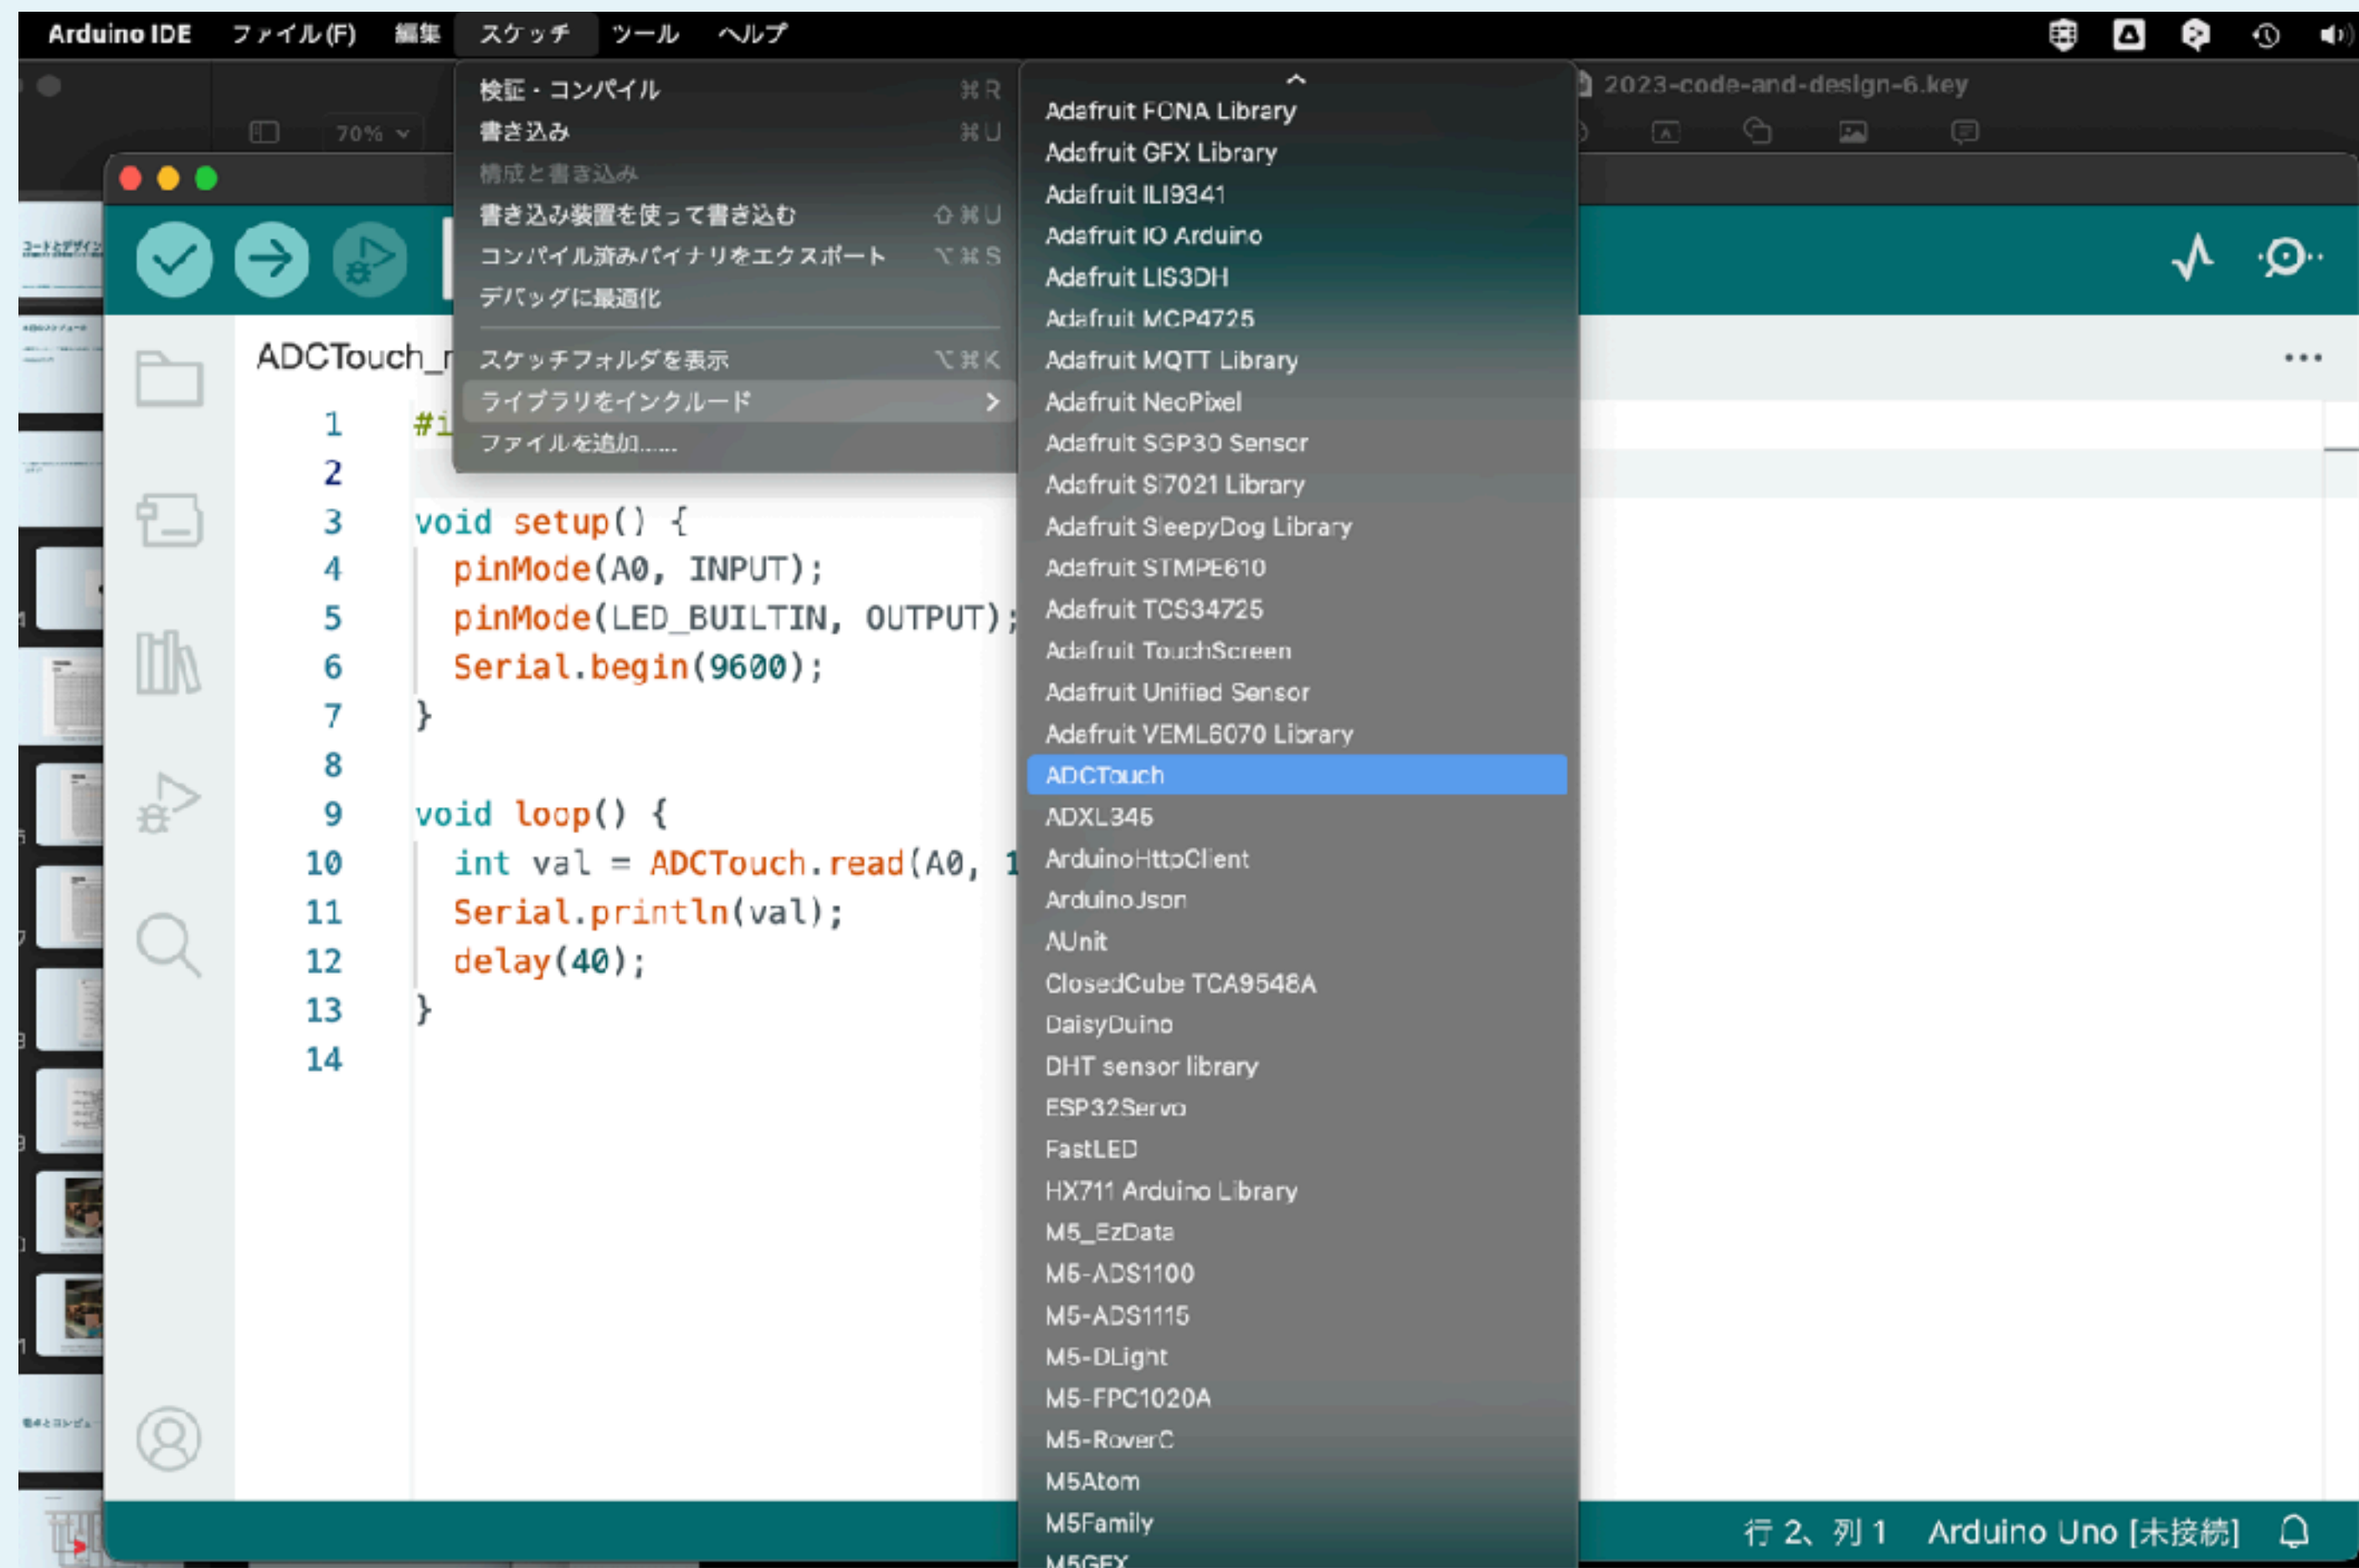 Arduino IDE ファイル(F) 編集 スケッチ ツール ヘルプ
2023-code-and-design-6.key
70%
検証・コンパイル ⌘R
書き込み ⌘U
構成と書き込み
書き込み装置を使って書き込む ⇧⌘U
コンパイル済みバイナリをエクスポート ⌥⌘S
デバッグに最適化
スケッチフォルダを表示 ⌥⌘K
ライブラリをインクルード
ファイルを追加......
Adafruit FONA Library
Adafruit GFX Library
Adafruit ILI9341
Adafruit IO Arduino
Adafruit LIS3DH
Adafruit MCP4725
Adafruit MQTT Library
Adafruit NeoPixel
Adafruit SGP30 Sensor
Adafruit Si7021 Library
Adafruit SleepyDog Library
Adafruit STMPE610
Adafruit TCS34725
Adafruit TouchScreen
Adafruit Unified Sensor
Adafruit VEML6070 Library
ADCTouch
ADXL345
ArduinoHttpClient
ArduinoJson
AUnit
ClosedCube TCA9548A
DaisyDuino
DHT sensor library
ESP32Servo
FastLED
HX711 Arduino Library
M5_EzData
M5-ADS1100
M5-ADS1115
M5-DLight
M5-FPC1020A
M5-RoverC
M5Atom
M5Family
M5GFX
ADCTouch_r
1 #i
2
3 void setup() {
4 pinMode(A0, INPUT);
5 pinMode(LED_BUILTIN, OUTPUT);
6 Serial.begin(9600);
7 }
8
9 void loop() {
10 int val = ADCTouch.read(A0, 1
11 Serial.println(val);
12 delay(40);
13 }
14
行 2、列 1 Arduino Uno [未接続]